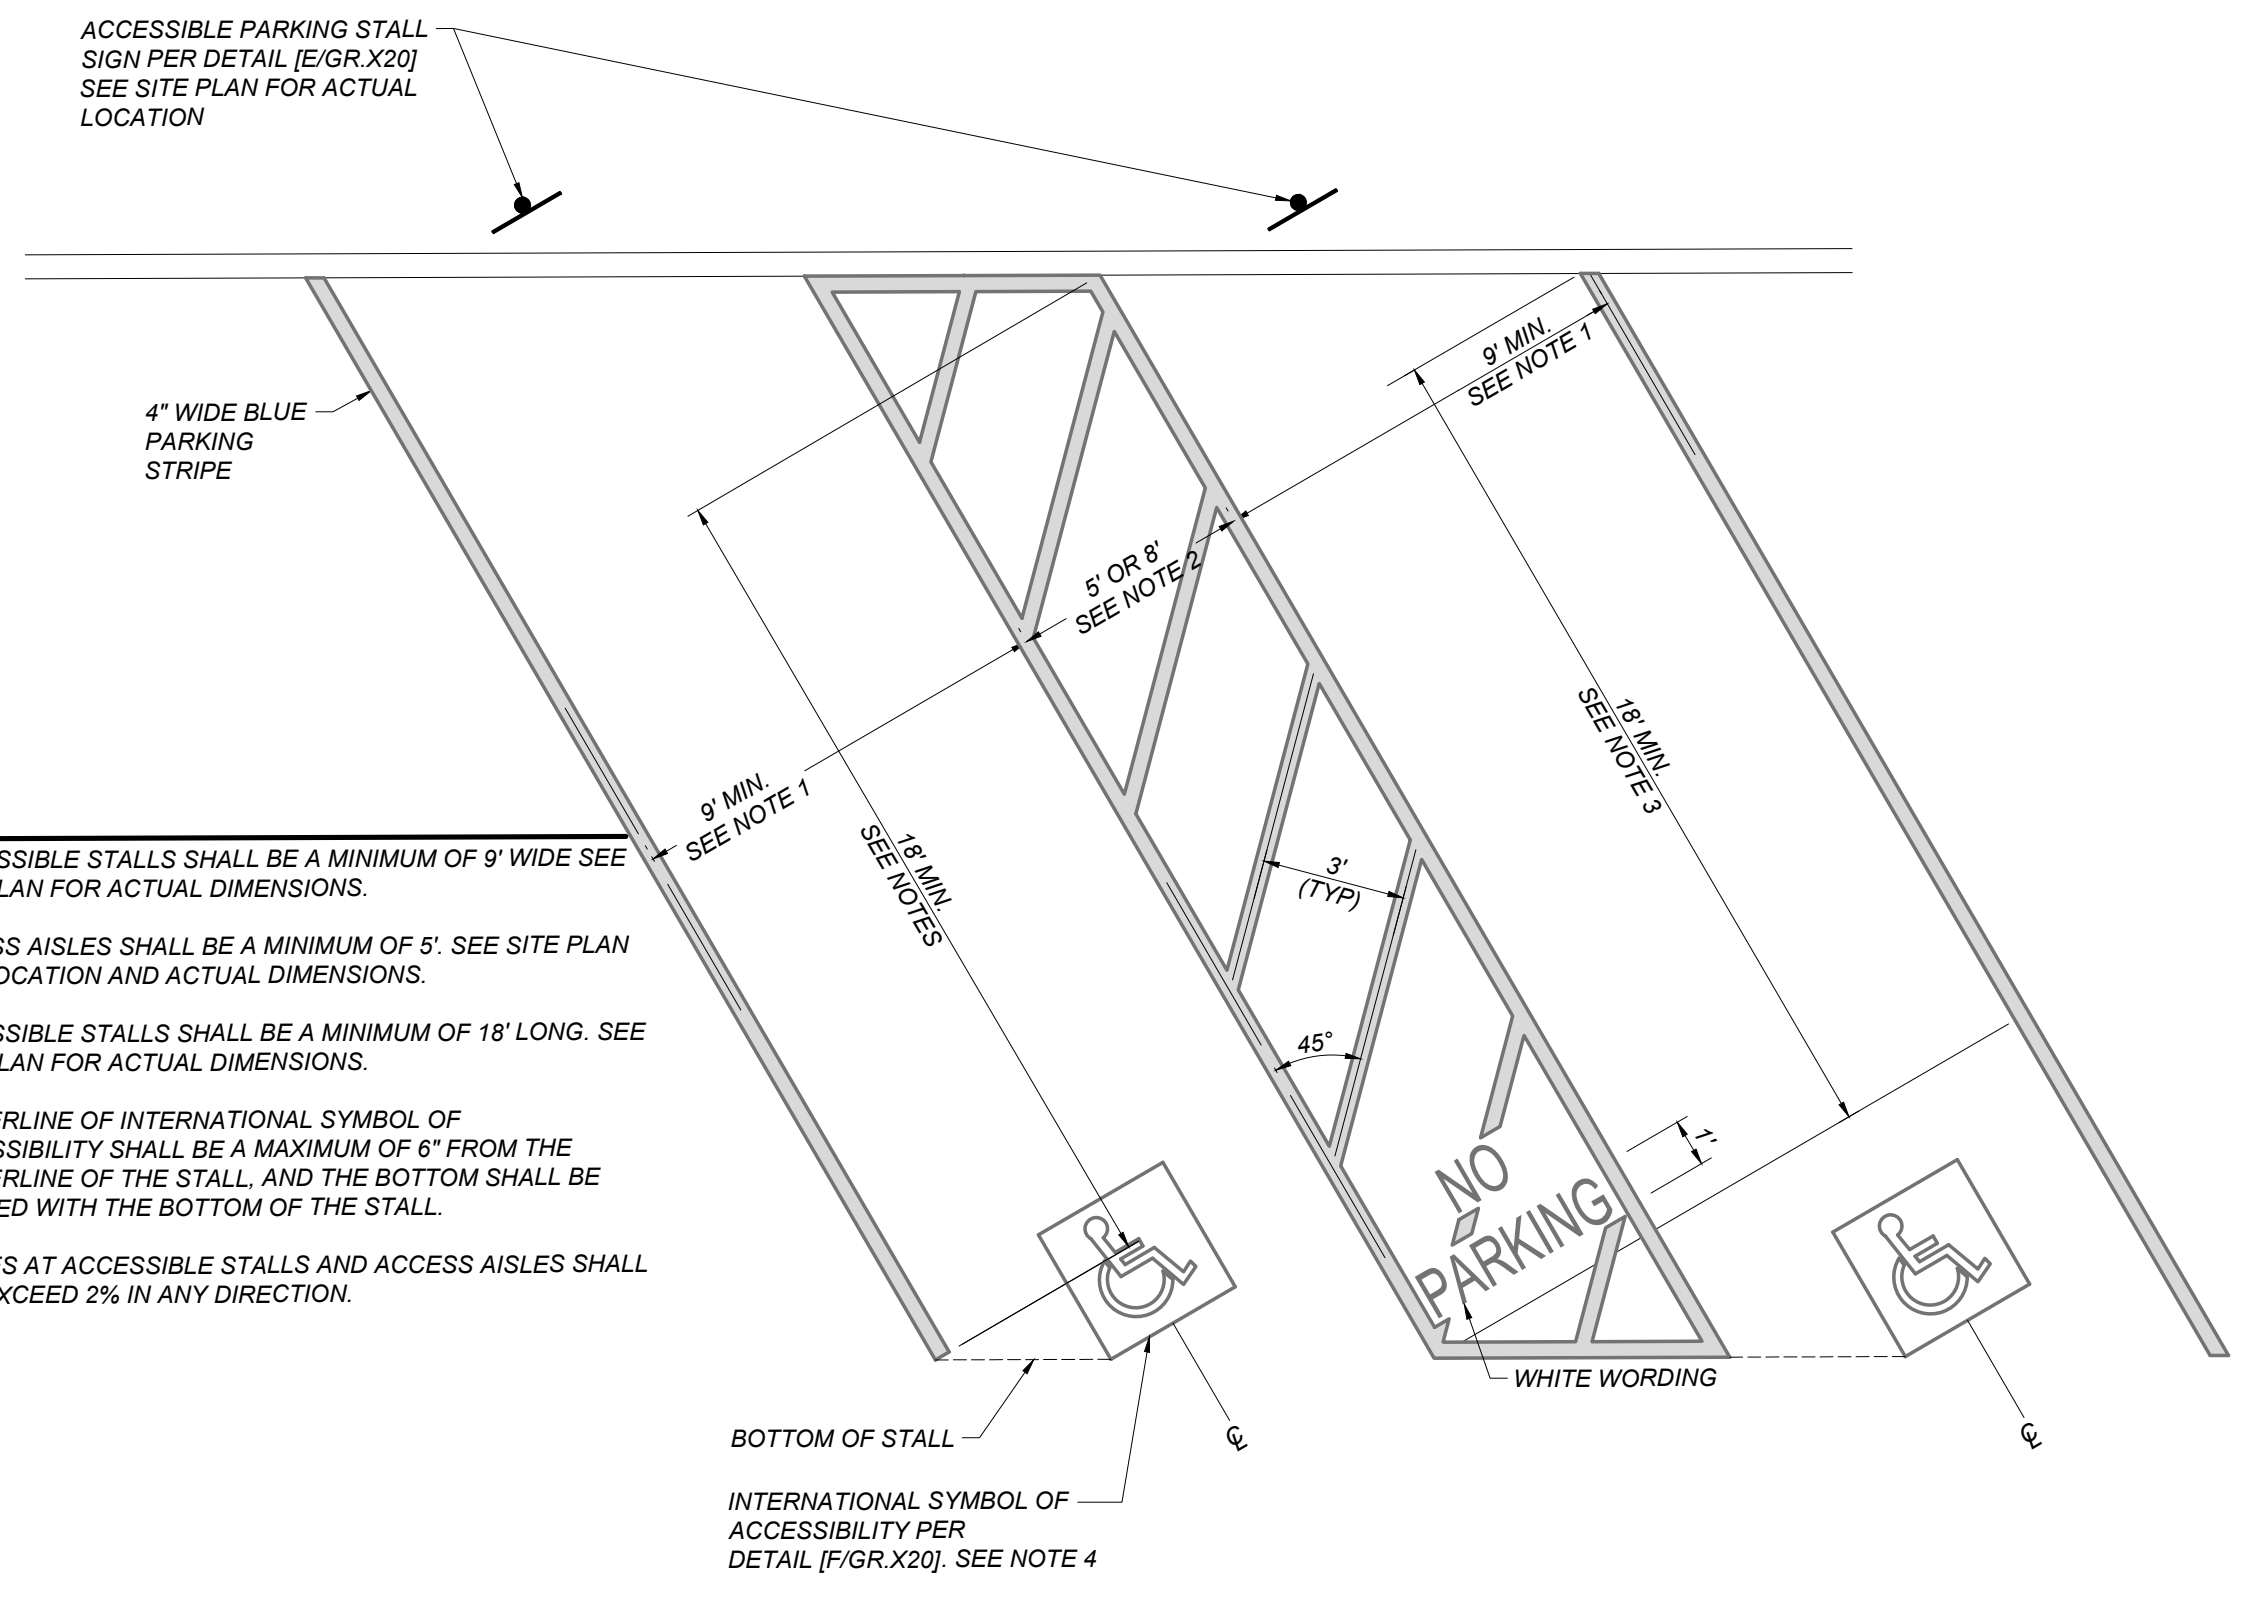 ACCESSIBLE PARKING STALL
SIGN PER DETAIL [E/GR.X20]
SEE SITE PLAN FOR ACTUAL
LOCATION
4" WIDE BLUE
PARKING
STRIPE
9' MIN.
SEE NOTE 1
5' OR 8'
SEE NOTE 2
9' MIN.
SEE NOTE 1
18' MIN.
SEE NOTES
18' MIN.
SEE NOTE 3
3'
(TYP)
45°
1'
NO
PARKING
WHITE WORDING
SSIBLE STALLS SHALL BE A MINIMUM OF 9' WIDE SEE
LAN FOR ACTUAL DIMENSIONS.
SS AISLES SHALL BE A MINIMUM OF 5'. SEE SITE PLAN
OCATION AND ACTUAL DIMENSIONS.
SSIBLE STALLS SHALL BE A MINIMUM OF 18' LONG. SEE
LAN FOR ACTUAL DIMENSIONS.
ERLINE OF INTERNATIONAL SYMBOL OF
SSIBILITY SHALL BE A MAXIMUM OF 6" FROM THE
ERLINE OF THE STALL, AND THE BOTTOM SHALL BE
ED WITH THE BOTTOM OF THE STALL.
ES AT ACCESSIBLE STALLS AND ACCESS AISLES SHALL
XCEED 2% IN ANY DIRECTION.
BOTTOM OF STALL
℄
℄
INTERNATIONAL SYMBOL OF
ACCESSIBILITY PER
DETAIL [F/GR.X20]. SEE NOTE 4